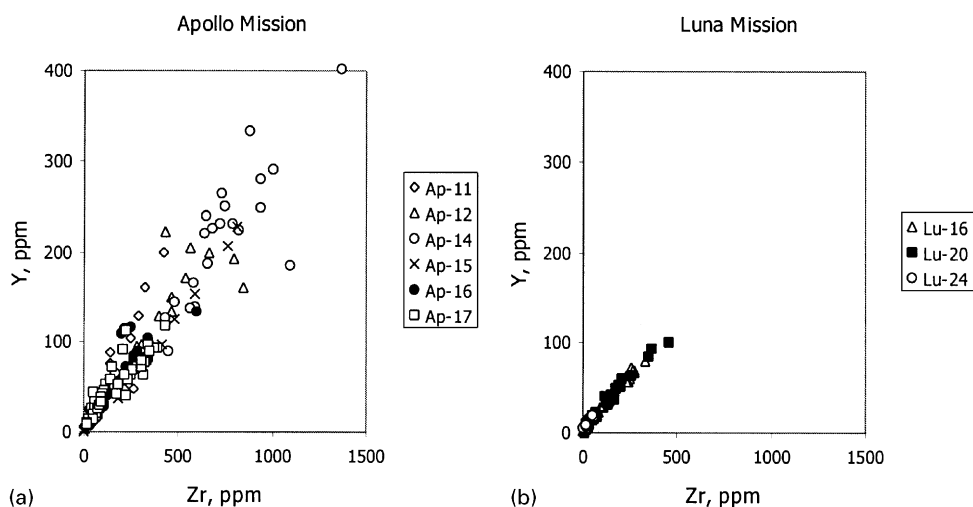 Apollo Mission
400
300
200
100
0
Y, ppm
0
500
1000
1500
Zr, ppm
(a)
Ap-11
Ap-12
Ap-14
Ap-15
Ap-16
Ap-17
Luna Mission
400
300
200
100
0
Y, ppm
0
500
1000
1500
Zr, ppm
(b)
Lu-16
Lu-20
Lu-24